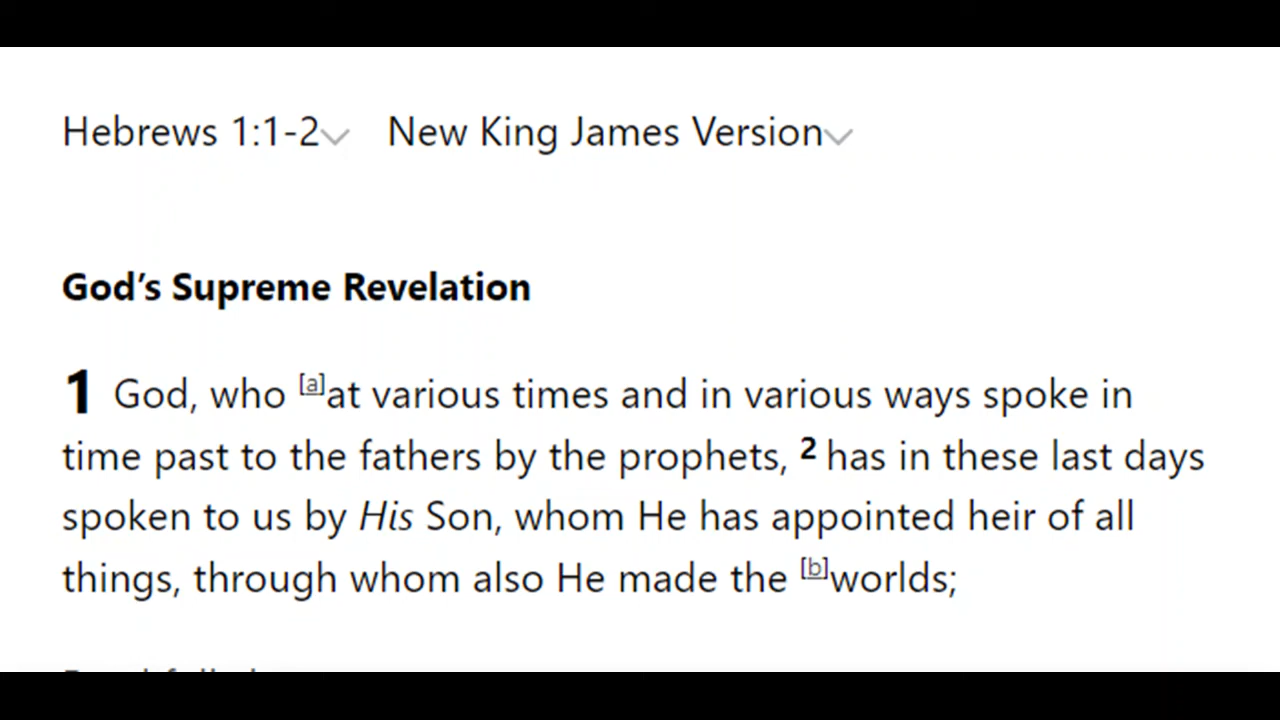 Hebrews 1:1-2 New King James Version
God’s Supreme Revelation
1 God, who [a]at various times and in various ways spoke in
time past to the fathers by the prophets, 2 has in these last days
spoken to us by His Son, whom He has appointed heir of all
things, through whom also He made the [b]worlds;